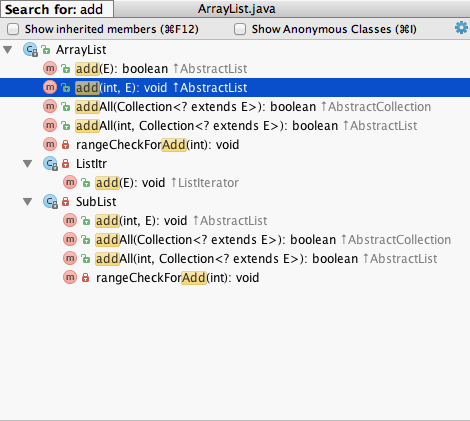 Search for: add ArrayList.java
Show inherited members (⌘F12) Show Anonymous Classes (⌘I)
ArrayList
add(E): boolean ↑AbstractList
add(int, E): void ↑AbstractList
addAll(Collection<? extends E>): boolean ↑AbstractCollection
addAll(int, Collection<? extends E>): boolean ↑AbstractList
rangeCheckForAdd(int): void
ListItr
add(E): void ↑ListIterator
SubList
add(int, E): void ↑AbstractList
addAll(Collection<? extends E>): boolean ↑AbstractCollection
addAll(int, Collection<? extends E>): boolean ↑AbstractList
rangeCheckForAdd(int): void